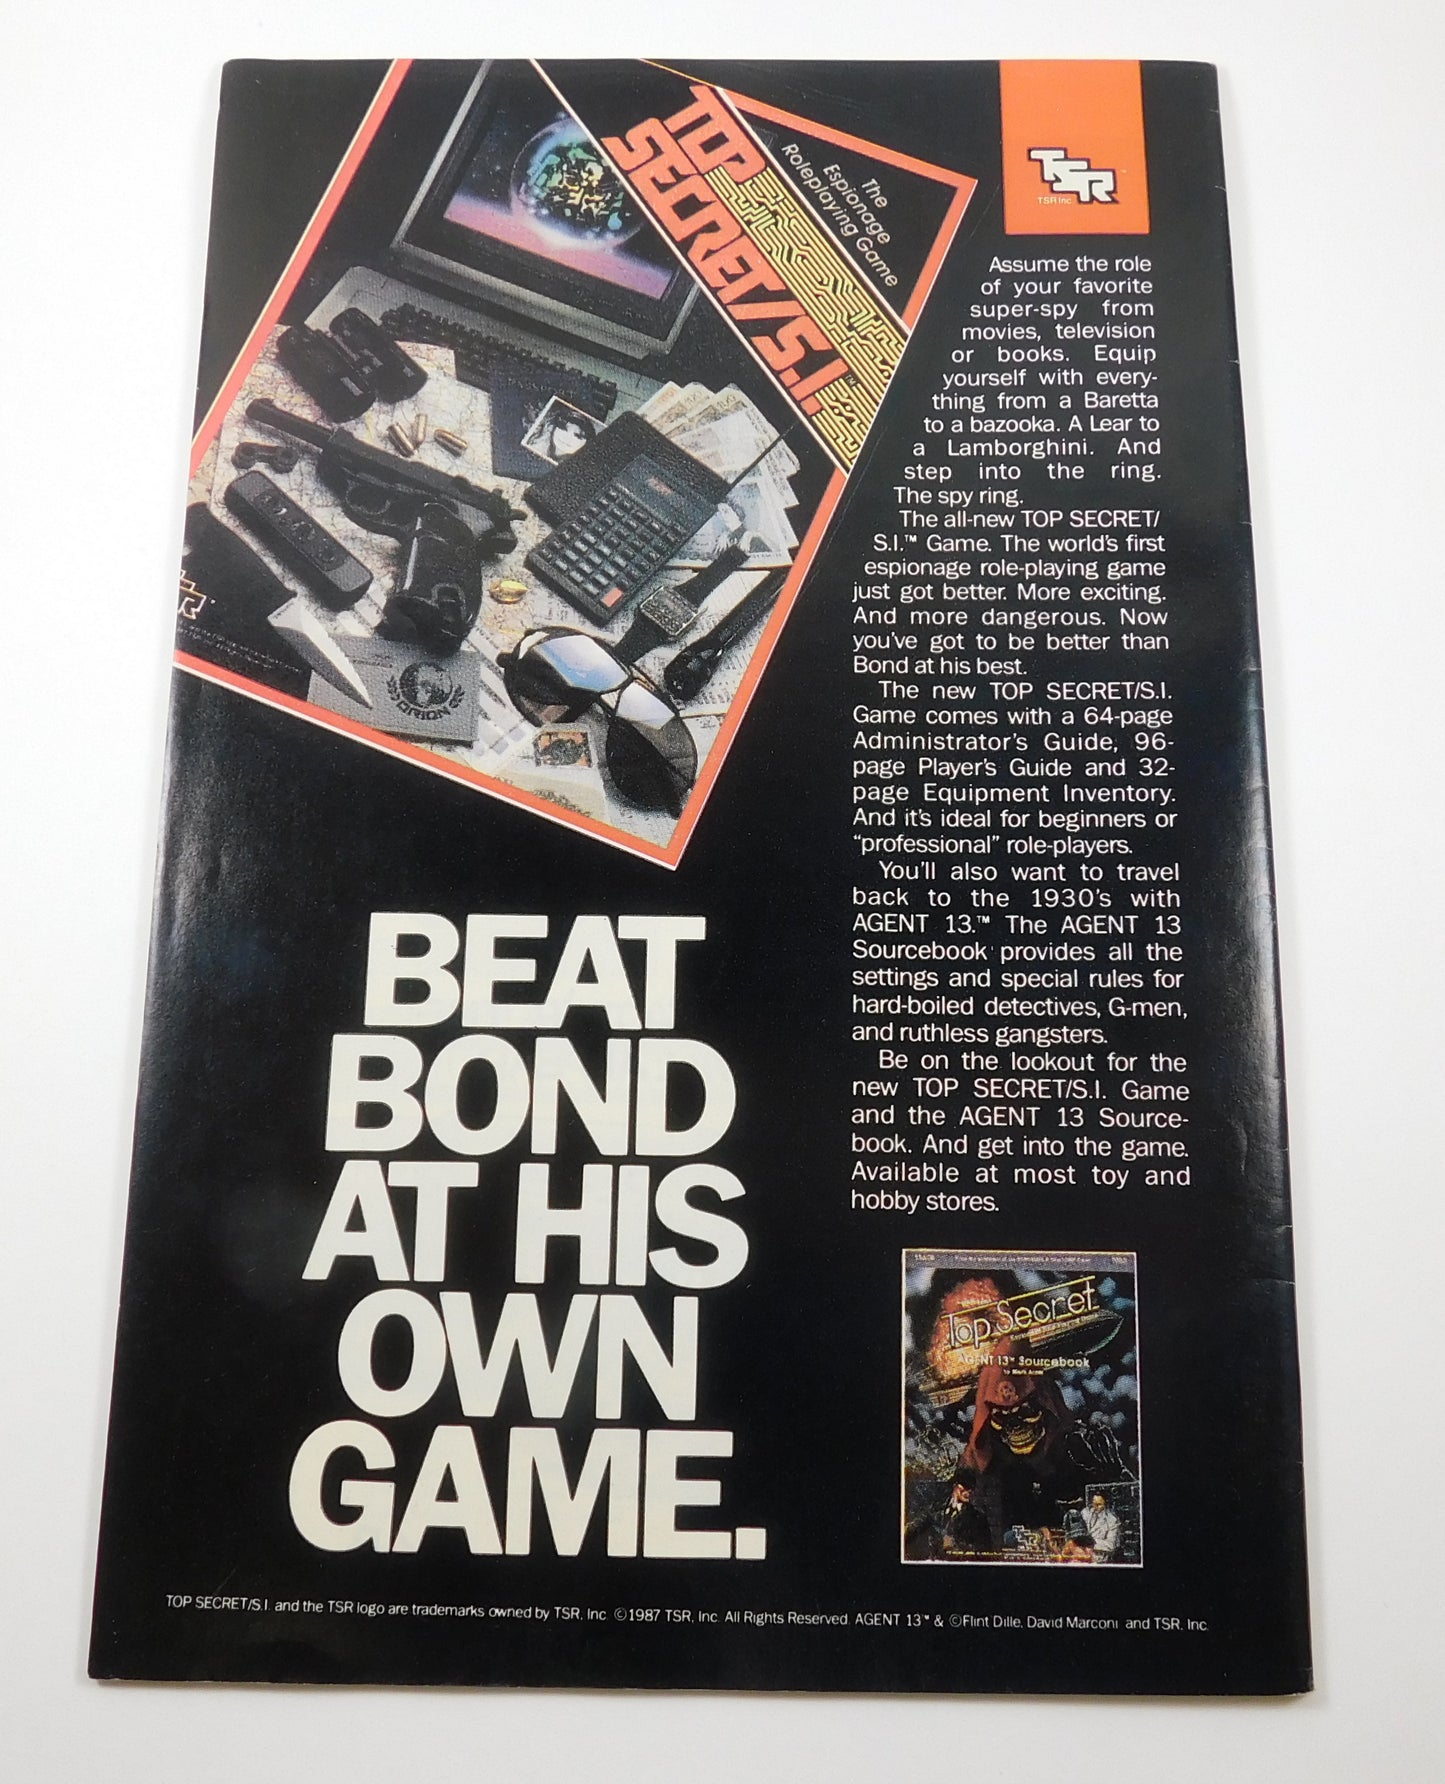 TOP
SECRET/S.I.™
The
Espionage
Roleplaying Game
TSR™
TSR Inc
ORION
Assume the role
of your favorite
super-spy from
movies, television
or books. Equip
yourself with every-
thing from a Baretta
to a bazooka. A Lear to
a Lamborghini. And
step into the ring.
The spy ring.
The all-new TOP SECRET/
S.I.™ Game. The world's first
espionage role-playing game
just got better. More exciting.
And more dangerous. Now
you've got to be better than
Bond at his best.
The new TOP SECRET/S.I.
Game comes with a 64-page
Administrator's Guide, 96-
page Player's Guide and 32-
page Equipment Inventory.
And it's ideal for beginners or
"professional" role-players.
You'll also want to travel
back to the 1930's with
AGENT 13.™ The AGENT 13
Sourcebook provides all the
settings and special rules for
hard-boiled detectives, G-men,
and ruthless gangsters.
Be on the lookout for the
new TOP SECRET/S.I. Game
and the AGENT 13 Source-
book. And get into the game.
Available at most toy and
hobby stores.
BEAT
BOND
AT HIS
OWN
GAME.
Top Secret
AGENT 13™ Sourcebook
TSR
TOP SECRET/S.I. and the TSR logo are trademarks owned by TSR, Inc. ©1987 TSR, Inc. All Rights Reserved. AGENT 13™ & ©Flint Dille, David Marconi and TSR, Inc.